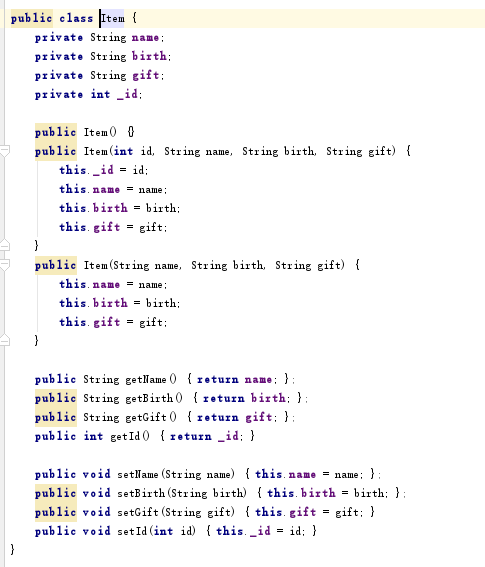 public class Item {
    private String name;
    private String birth;
    private String gift;
    private int _id;

    public Item() {}
    public Item(int id, String name, String birth, String gift) {
        this._id = id;
        this.name = name;
        this.birth = birth;
        this.gift = gift;
    }
    public Item(String name, String birth, String gift) {
        this.name = name;
        this.birth = birth;
        this.gift = gift;
    }

    public String getName() { return name; };
    public String getBirth() { return birth; };
    public String getGift() { return gift; };
    public int getId() { return _id; }

    public void setName(String name) { this.name = name; };
    public void setBirth(String birth) { this.birth = birth; };
    public void setGift(String gift) { this.gift = gift; }
    public void setId(int id) { this._id = id; }
}